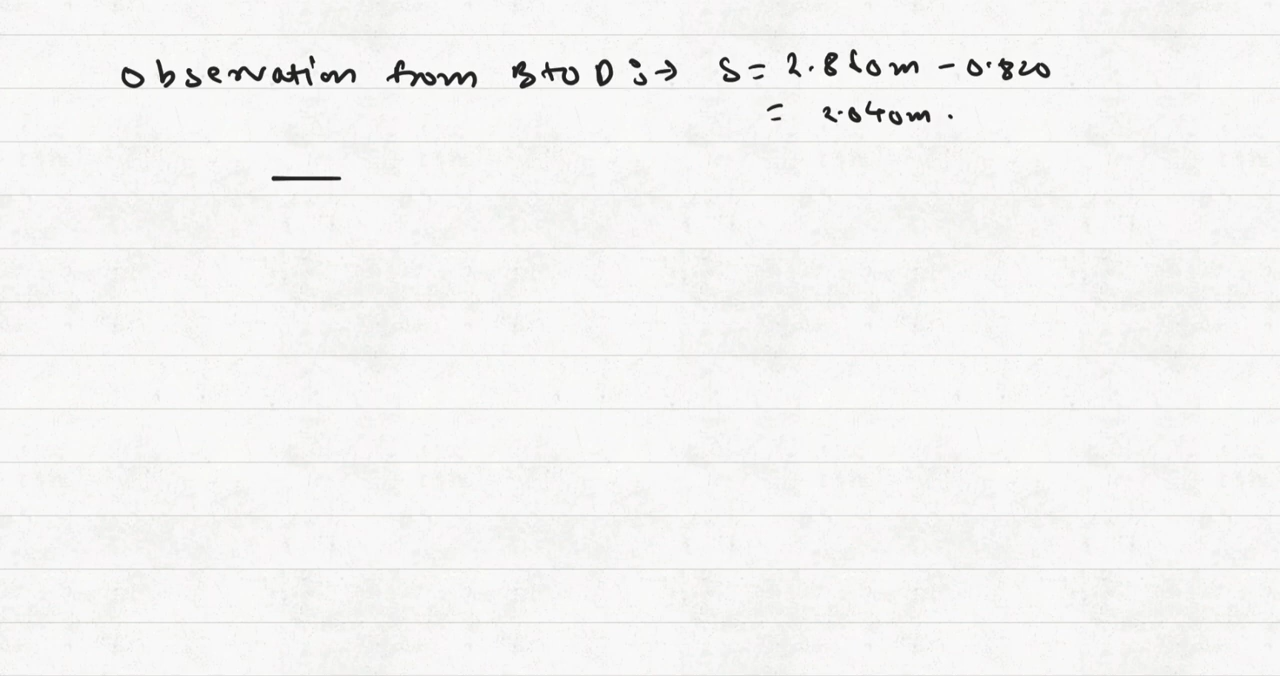 Observation from B to D :→ S = 2.860m - 0.820
= 2.040m.